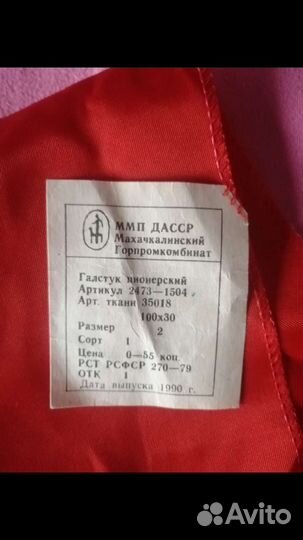 ММП ДАССР
Махачкалинский
Горпромкомбинат
Галстук пионерский
Артикул 2473—1504
Арт. ткани 35018
100х30
Размер 2
Сорт 1
Цена 0—55 коп.
РСТ РСФСР 270—79
ОТК 1
Дата выпуска 1990 г.
Avito